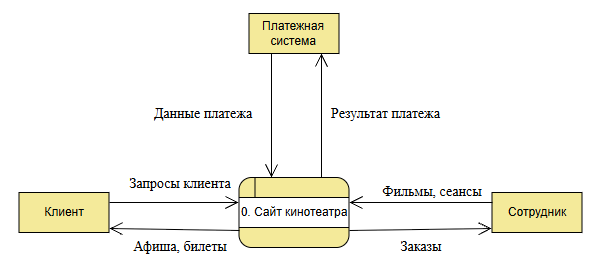 Платежная
система
Данные платежа
Результат платежа
Запросы клиента
Фильмы, сеансы
Клиент
0. Сайт кинотеатра
Сотрудник
Афиша, билеты
Заказы